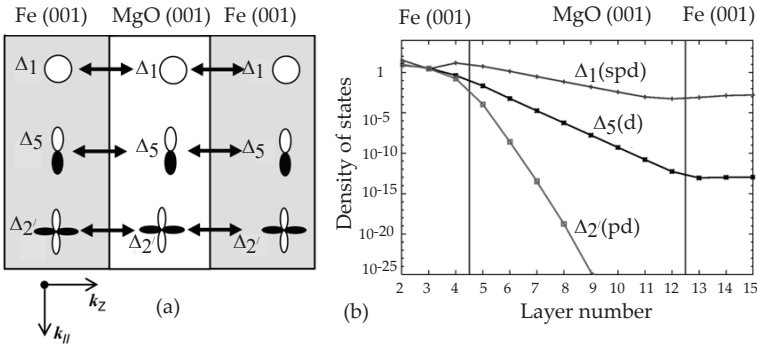 Fe (001) MgO (001) Fe (001)
Δ1 Δ1 Δ1
Δ5 Δ5 Δ5
Δ2′ Δ2′ Δ2′
kZ
k//
(a)
Fe (001) MgO (001) Fe (001)
Density of states
1
10-5
10-10
10-15
10-20
10-25
Δ1(spd)
Δ5(d)
Δ2′(pd)
2 3 4 5 6 7 8 9 10 11 12 13 14 15
Layer number
(b)